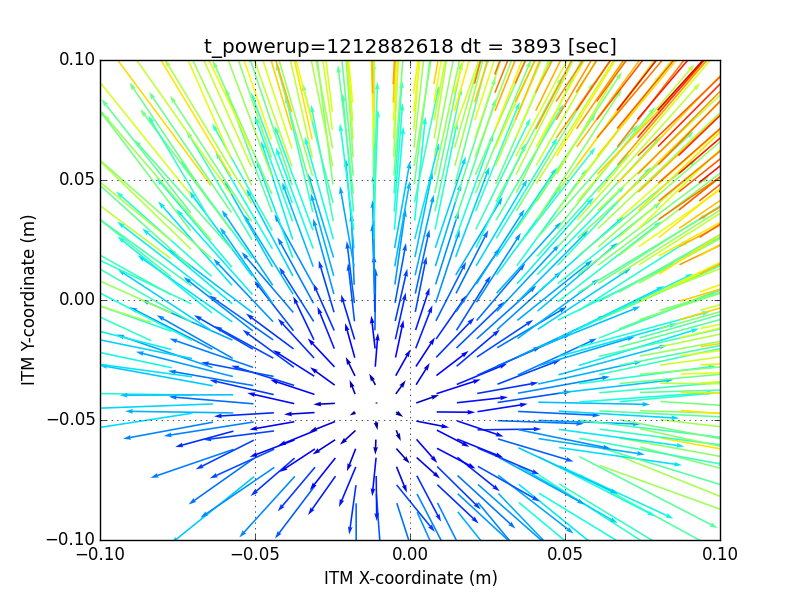 t_powerup=1212882618 dt = 3893 [sec]
0.10
0.05
0.00
−0.05
−0.10
ITM Y-coordinate (m)
−0.10 −0.05 0.00 0.05 0.10
ITM X-coordinate (m)